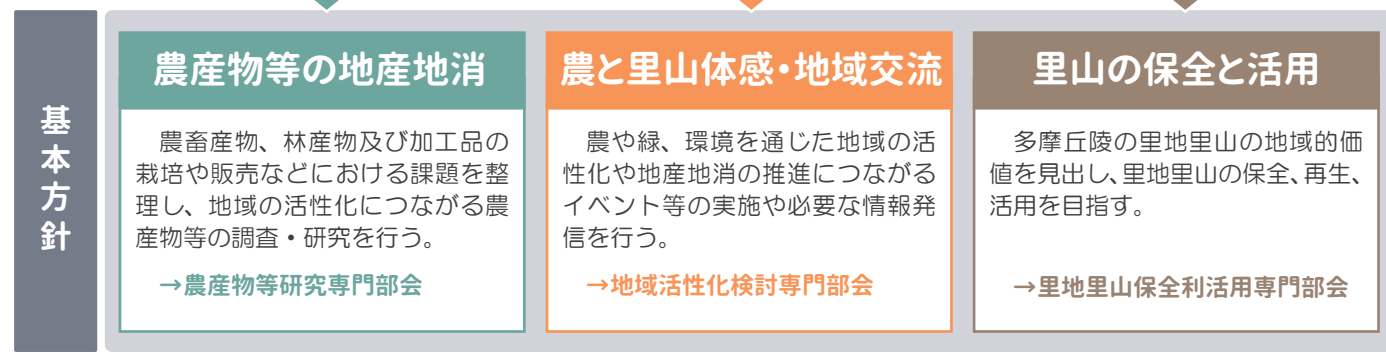 基本方針
農産物等の地産地消
農畜産物、林産物及び加工品の
栽培や販売などにおける課題を整
理し、地域の活性化につながる農
産物等の調査・研究を行う。
→農産物等研究専門部会
農と里山体感・地域交流
農や緑、環境を通じた地域の活
性化や地産地消の推進につながる
イベント等の実施や必要な情報発
信を行う。
→地域活性化検討専門部会
里山の保全と活用
多摩丘陵の里地里山の地域的価
値を見出し、里地里山の保全、再生、
活用を目指す。
→里地里山保全利活用専門部会